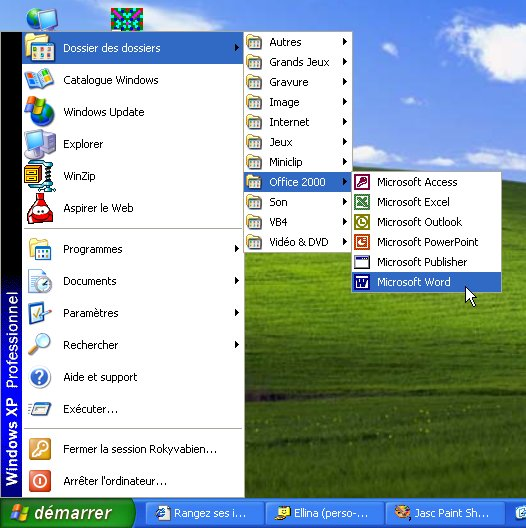 Dossier des dossiers
Catalogue Windows
Windows Update
Explorer
WinZip
Aspirer le Web
Programmes
Documents
Paramètres
Rechercher
Aide et support
Exécuter...
Fermer la session Rokyvabien...
Arrêter l'ordinateur...
Windows XP Professionnel
Autres
Grands Jeux
Gravure
Image
Internet
Jeux
Miniclip
Office 2000
Son
VB4
Vidéo & DVD
Microsoft Access
Microsoft Excel
Microsoft Outlook
Microsoft PowerPoint
Microsoft Publisher
Microsoft Word
démarrer
Rangez ses i...
Ellina (perso-...
Jasc Paint Sh...